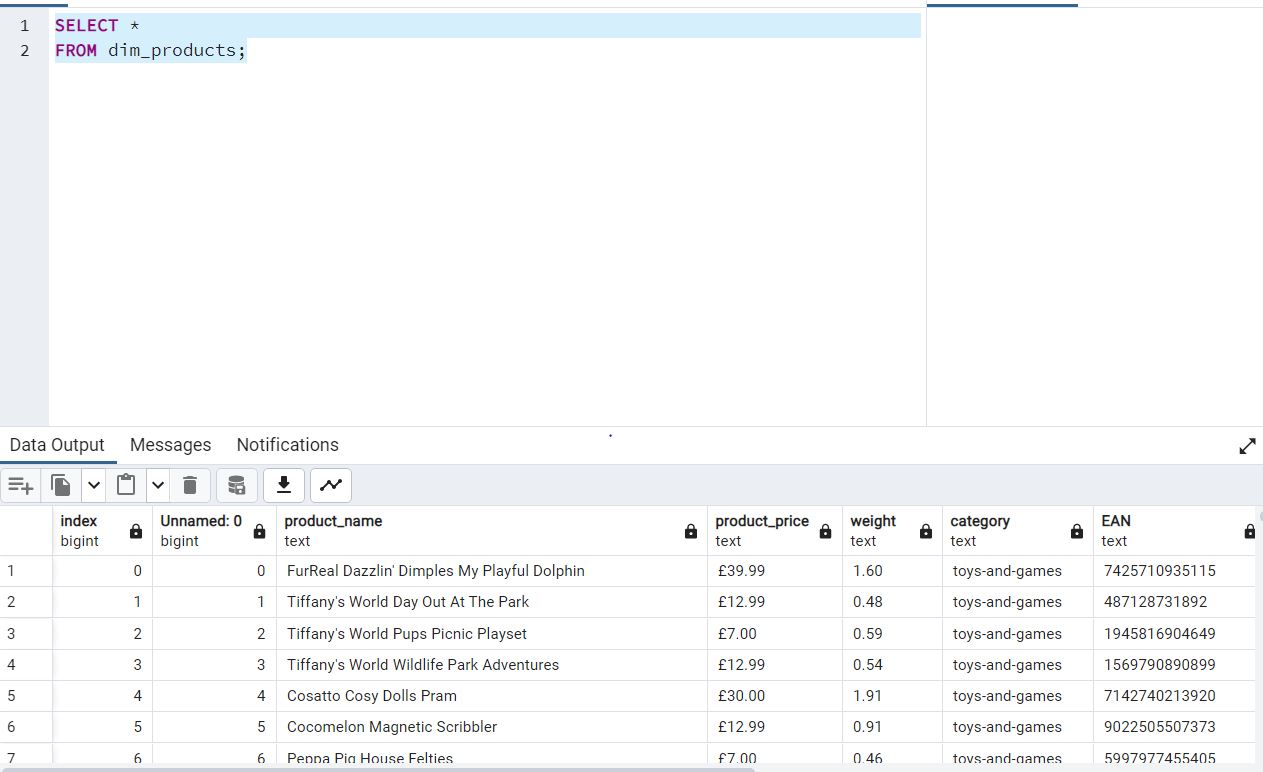 1 SELECT *
2 FROM dim_products;
Data Output Messages Notifications
index Unnamed: 0 product_name product_price weight category EAN
bigint bigint text text text text text
1 0 0 FurReal Dazzlin' Dimples My Playful Dolphin £39.99 1.60 toys-and-games 7425710935115
2 1 1 Tiffany's World Day Out At The Park £12.99 0.48 toys-and-games 487128731892
3 2 2 Tiffany's World Pups Picnic Playset £7.00 0.59 toys-and-games 1945816904649
4 3 3 Tiffany's World Wildlife Park Adventures £12.99 0.54 toys-and-games 1569790890899
5 4 4 Cosatto Cosy Dolls Pram £30.00 1.91 toys-and-games 7142740213920
6 5 5 Cocomelon Magnetic Scribbler £12.99 0.91 toys-and-games 9022505507373
7 6 6 Peppa Pig House Felties £7.00 0.46 toys-and-games 5997977455405